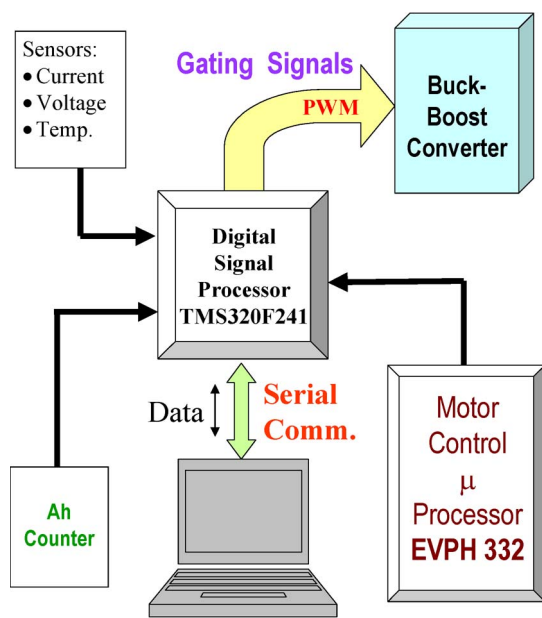 Sensors:
• Current
• Voltage
• Temp.
Gating Signals
PWM
Buck-
Boost
Converter
Digital
Signal
Processor
TMS320F241
Data
Serial
Comm.
Ah
Counter
Motor
Control
μ
Processor
EVPH 332